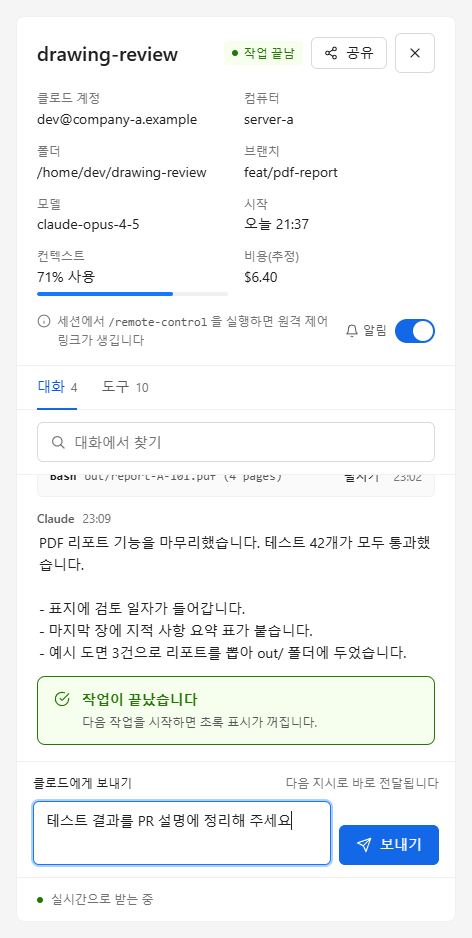 drawing-review
작업 끝남
공유
클로드 계정
컴퓨터
dev@company-a.example
server-a
폴더
브랜치
/home/dev/drawing-review
feat/pdf-report
모델
시작
claude-opus-4-5
오늘 21:37
컨텍스트
비용(추정)
71% 사용
$6.40
세션에서 /remote-control 을 실행하면 원격 제어
링크가 생깁니다
알림
대화 4
도구 10
대화에서 찾기
Bash out/report-A-101.pdf (4 pages)
펼치기 23:02
Claude 23:09
PDF 리포트 기능을 마무리했습니다. 테스트 42개가 모두 통과했
습니다.
- 표지에 검토 일자가 들어갑니다.
- 마지막 장에 지적 사항 요약 표가 붙습니다.
- 예시 도면 3건으로 리포트를 뽑아 out/ 폴더에 두었습니다.
작업이 끝났습니다
다음 작업을 시작하면 초록 표시가 꺼집니다.
클로드에게 보내기
다음 지시로 바로 전달됩니다
테스트 결과를 PR 설명에 정리해 주세요
보내기
실시간으로 받는 중